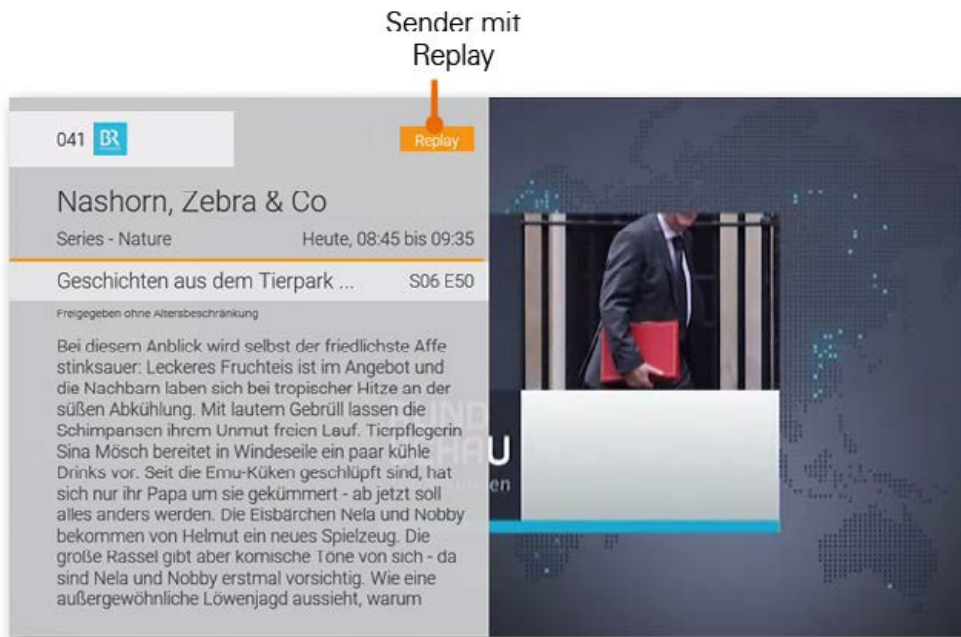 Sender mit
Replay
041 BR
Replay
Nashorn, Zebra & Co
Series - Nature Heute, 08:45 bis 09:35
Geschichten aus dem Tierpark ... S06 E50
Freigegeben ohne Altersbeschränkung
Bei diesem Anblick wird selbst der friedlichste Affe
stinksauer: Leckeres Fruchteis ist im Angebot und
die Nachbarn laben sich bei tropischer Hitze an der
süßen Abkühlung. Mit lautem Gebrüll lassen die
Schimpansen ihrem Unmut freien Lauf. Tierpflegerin
Sina Mösch bereitet in Windeseile ein paar kühle
Drinks vor. Seit die Emu-Küken geschlüpft sind, hat
sich nur ihr Papa um sie gekümmert - ab jetzt soll
alles anders werden. Die Eisbärchen Nela und Nobby
bekommen von Helmut ein neues Spielzeug. Die
große Rassel gibt aber komische Töne von sich - da
sind Nela und Nobby erstmal vorsichtig. Wie eine
außergewöhnliche Löwenjagd aussieht, warum